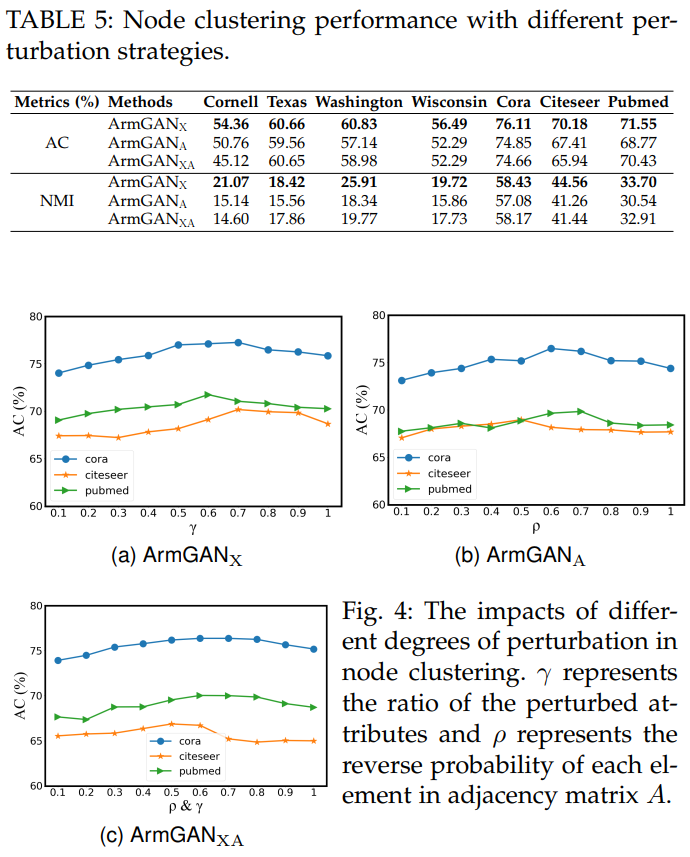 TABLE 5: Node clustering performance with different per-
turbation strategies.
Metrics (%) Methods Cornell Texas Washington Wisconsin Cora Citeseer Pubmed
ArmGANX 54.36 60.66 60.83 56.49 76.11 70.18 71.55
AC ArmGANA 50.76 59.56 57.14 52.29 74.85 67.41 68.77
ArmGANXA 45.12 60.65 58.98 52.29 74.66 65.94 70.43
ArmGANX 21.07 18.42 25.91 19.72 58.43 44.56 33.70
NMI ArmGANA 15.14 15.56 18.34 15.86 57.08 41.26 30.54
ArmGANXA 14.60 17.86 19.77 17.73 58.17 41.44 32.91
80
75
70
65
60
AC (%)
cora
citeseer
pubmed
0.1 0.2 0.3 0.4 0.5 0.6 0.7 0.8 0.9 1
γ
(a) ArmGANX
80
75
70
65
60
AC (%)
cora
citeseer
pubmed
0.1 0.2 0.3 0.4 0.5 0.6 0.7 0.8 0.9 1
ρ
(b) ArmGANA
80
75
70
65
60
AC (%)
cora
citeseer
pubmed
0.1 0.2 0.3 0.4 0.5 0.6 0.7 0.8 0.9 1
ρ & γ
(c) ArmGANXA
Fig. 4: The impacts of differ-
ent degrees of perturbation in
node clustering. γ represents
the ratio of the perturbed at-
tributes and ρ represents the
reverse probability of each el-
ement in adjacency matrix A.